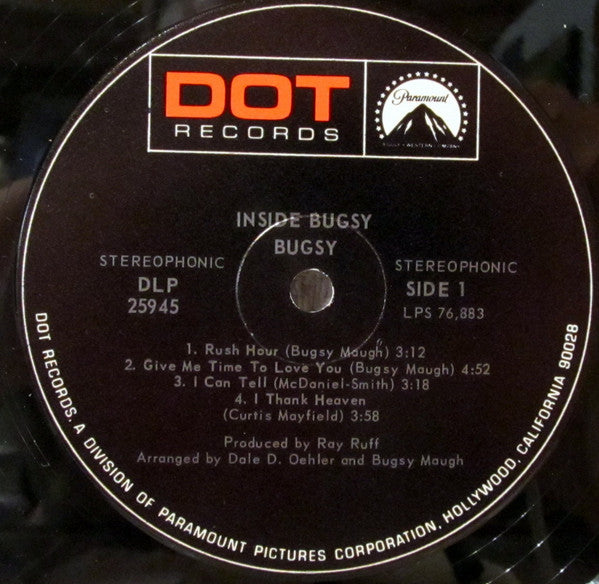 DOT
RECORDS
Paramount
INSIDE BUGSY
BUGSY
STEREOPHONIC
DLP
25945
STEREOPHONIC
SIDE 1
LPS 76,883
1. Rush Hour (Bugsy Maugh) 3:12
2. Give Me Time To Love You (Bugsy Maugh) 4:52
3. I Can Tell (McDaniel-Smith) 3:18
4. I Thank Heaven
(Curtis Mayfield) 3:58
Produced by Ray Ruff
Arranged by Dale D. Oehler and Bugsy Maugh
DOT RECORDS, A DIVISION OF PARAMOUNT PICTURES CORPORATION, HOLLYWOOD, CALIFORNIA 90028